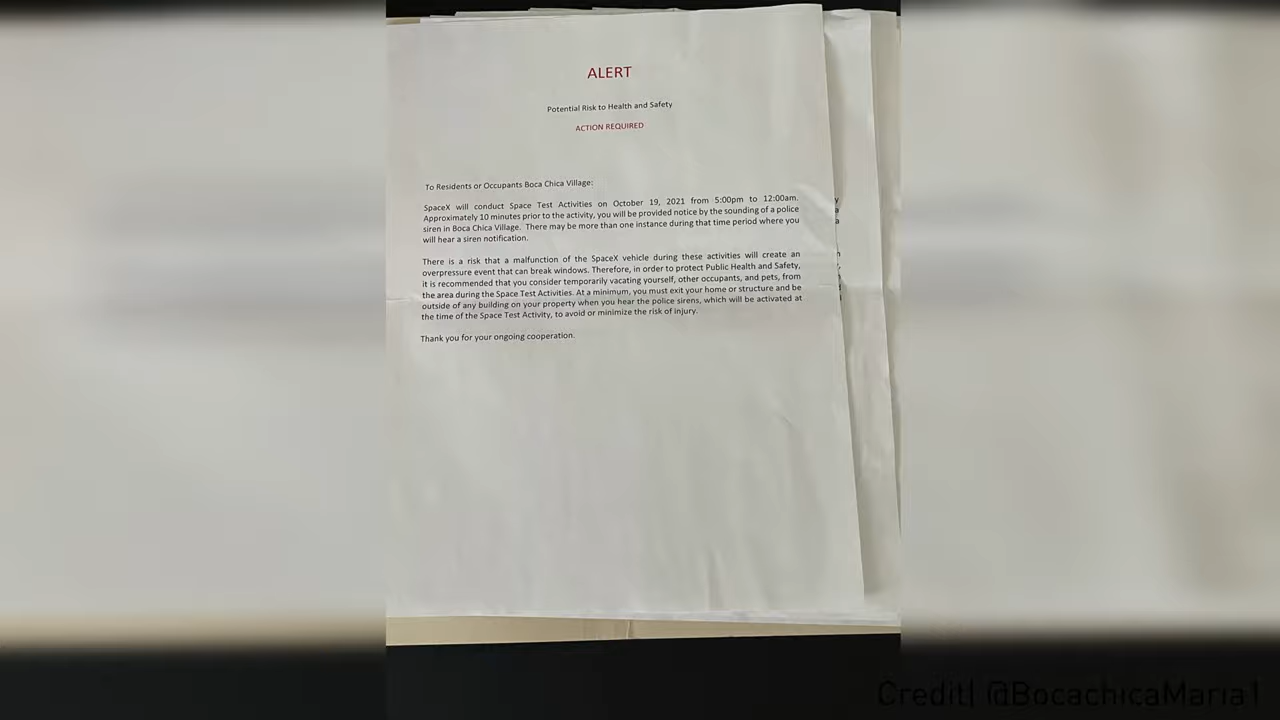 ALERT
Potential Risk to Health and Safety
ACTION REQUIRED
To Residents or Occupants Boca Chica Village:
SpaceX will conduct Space Test Activities on October 19, 2021 from 5:00pm to 12:00am.
Approximately 10 minutes prior to the activity, you will be provided notice by the sounding of a police
siren in Boca Chica Village. There may be more than one instance during that time period where you
will hear a siren notification.
There is a risk that a malfunction of the SpaceX vehicle during these activities will create an
overpressure event that can break windows. Therefore, in order to protect Public Health and Safety,
it is recommended that you consider temporarily vacating yourself, other occupants, and pets, from
the area during the Space Test Activities. At a minimum, you must exit your home or structure and be
outside of any building on your property when you hear the police sirens, which will be activated at
the time of the Space Test Activity, to avoid or minimize the risk of injury.
Thank you for your ongoing cooperation.
Credit| @BocachicaMaria1